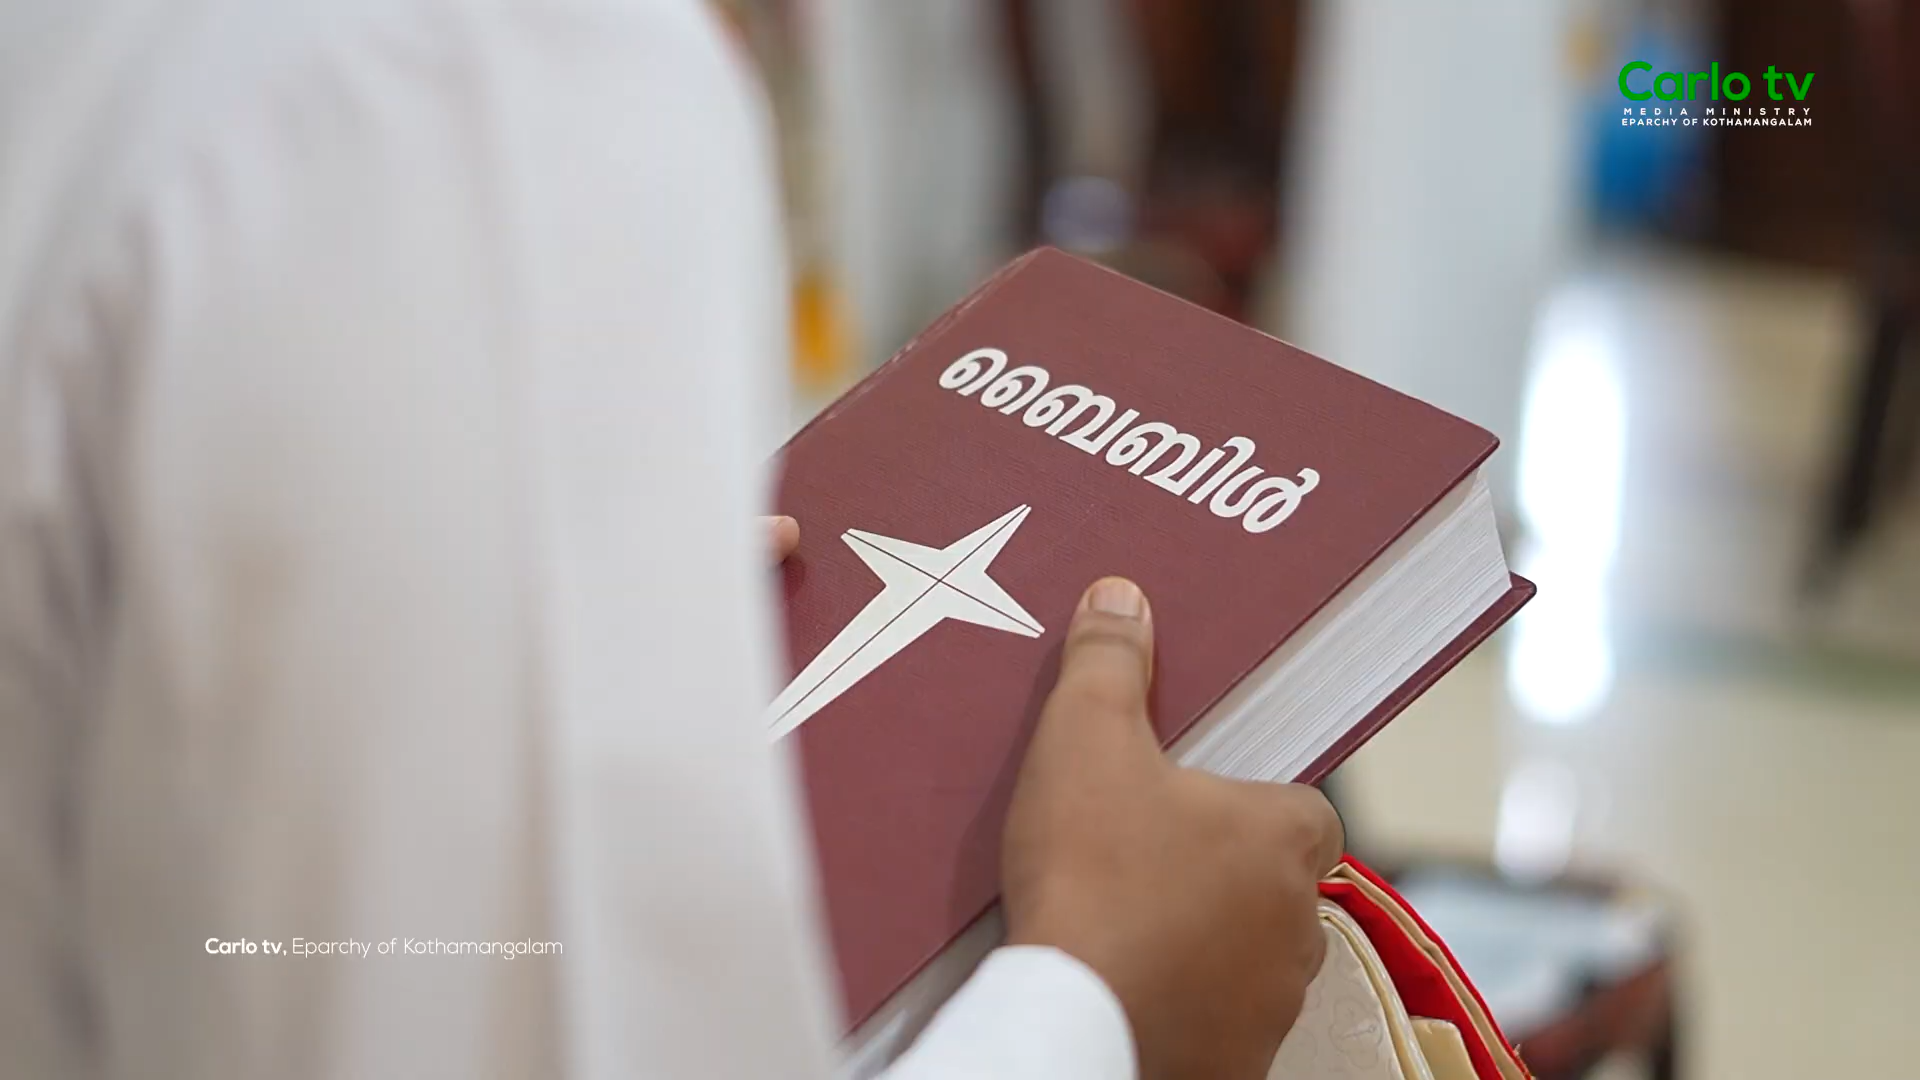 Carlo tv
MEDIA MINISTRY
EPARCHY OF KOTHAMANGALAM
ബൈബിൾ
Carlo tv, Eparchy of Kothamangalam